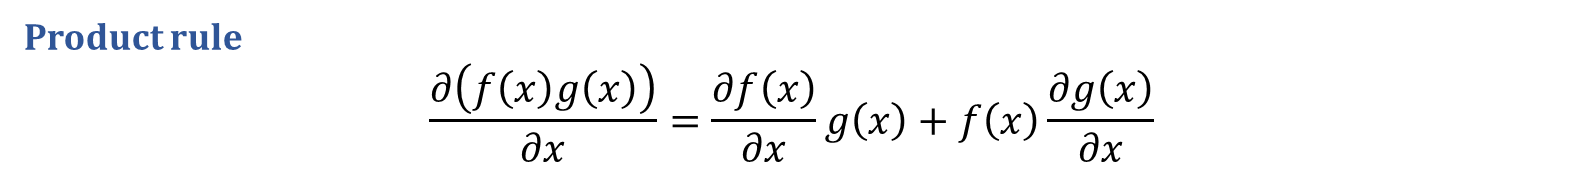 Product rule
∂(f(x)g(x))/∂x = ∂f(x)/∂x g(x) + f(x) ∂g(x)/∂x